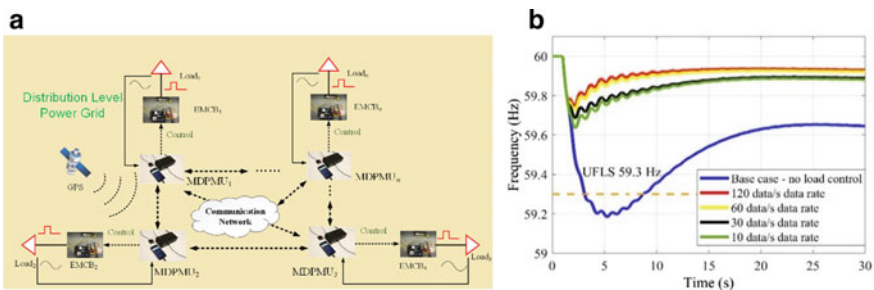 a
Distribution Level
Power Grid
GPS
Load₁
EMCB₁
Control
MDPMU₁
Loadₙ
EMCBₙ
Control
MDPMUₙ
Communication
Network
Load₂
EMCB₂
Control
MDPMU₂
MDPMU₃
Control
b
Frequency (Hz)
60
59.8
59.6
59.4
59.2
59
UFLS 59.3 Hz
Base case - no load control
120 data/s data rate
60 data/s data rate
30 data/s data rate
10 data/s data rate
0
5
10
15
20
25
30
Time (s)